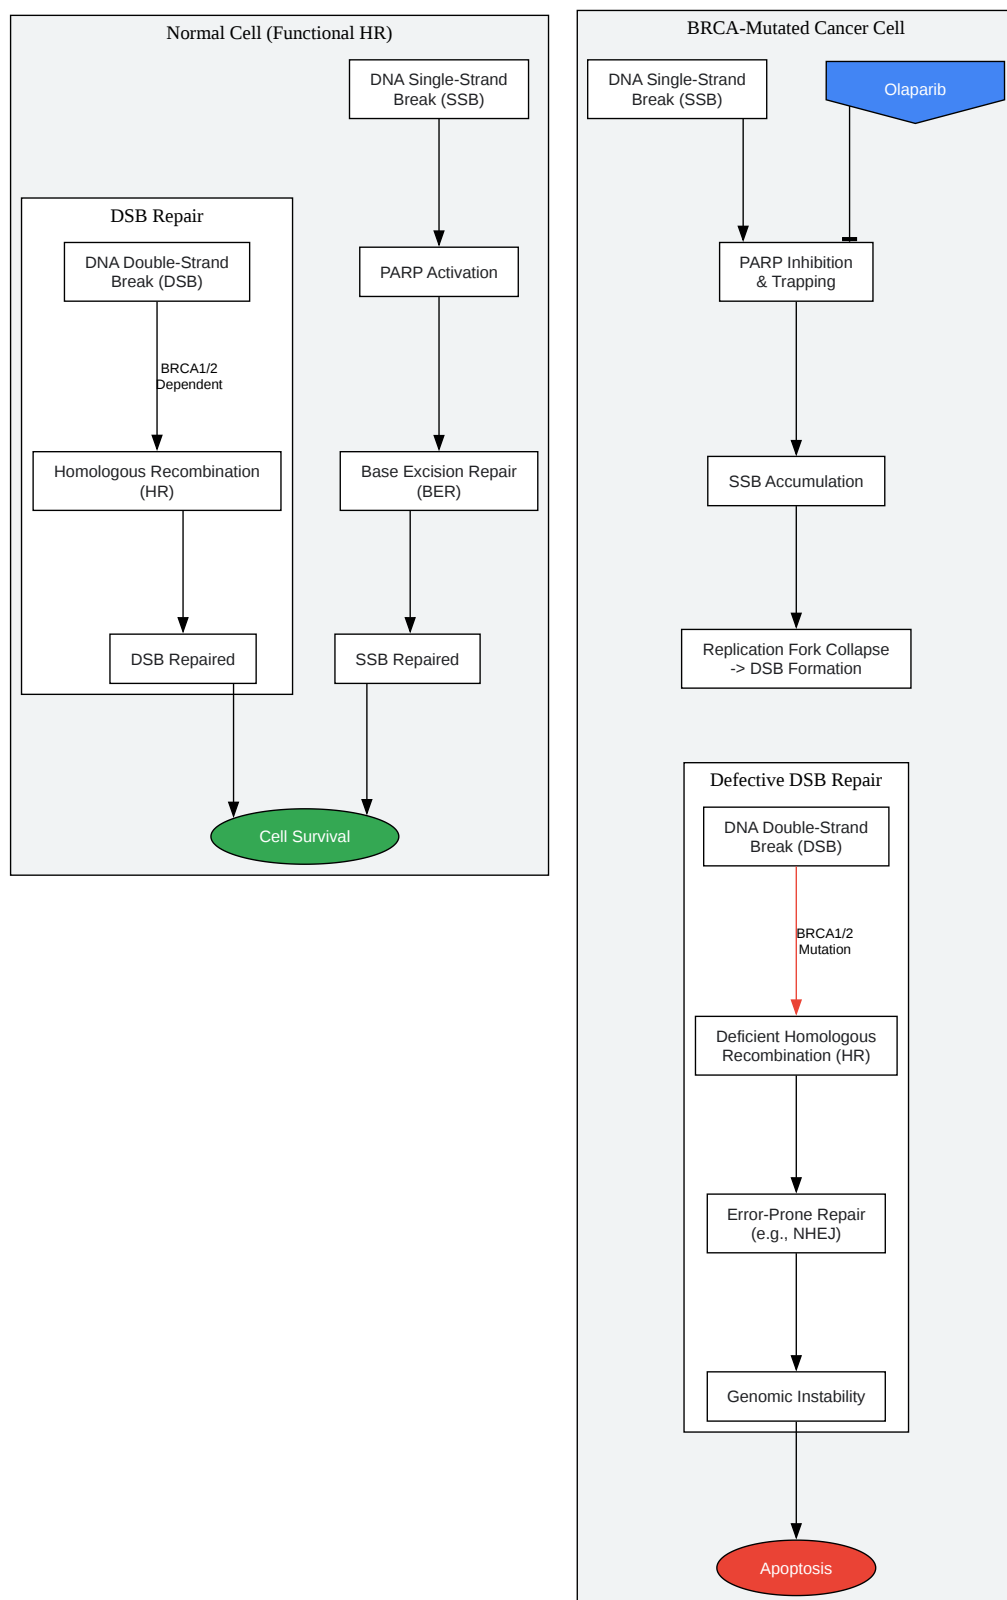 Normal Cell (Functional HR)
DNA Single-Strand
Break (SSB)
DSB Repair
DNA Double-Strand
Break (DSB)
PARP Activation
BRCA1/2
Dependent
Homologous Recombination
(HR)
Base Excision Repair
(BER)
DSB Repaired
SSB Repaired
Cell Survival
BRCA-Mutated Cancer Cell
DNA Single-Strand
Break (SSB)
Olaparib
PARP Inhibition
& Trapping
SSB Accumulation
Replication Fork Collapse
-> DSB Formation
Defective DSB Repair
DNA Double-Strand
Break (DSB)
BRCA1/2
Mutation
Deficient Homologous
Recombination (HR)
Error-Prone Repair
(e.g., NHEJ)
Genomic Instability
Apoptosis